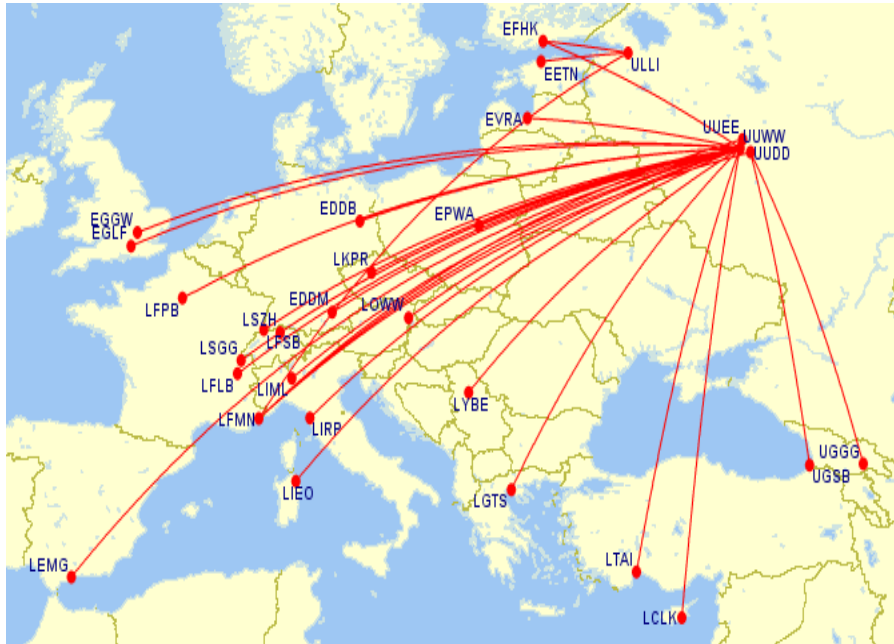 EFHK
EETN
ULLI
EVRA
UUEE
UUWW
UUDD
EGGW
EGLF
EDDB
EPWA
LKPR
LFPB
EDDM
LOWW
LSZH
LFSB
LSGG
LFLB
LIML
LYBE
LFMN
LIRP
UGGG
UGSB
LIEO
LGTS
LEMG
LTAI
LCLK